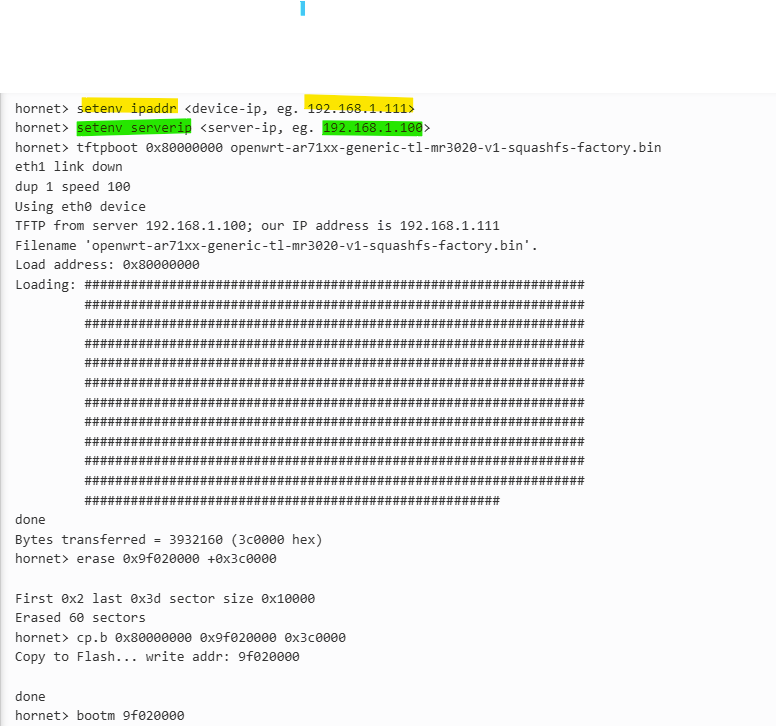 hornet> setenv ipaddr <device-ip, eg. 192.168.1.111>
hornet> setenv serverip <server-ip, eg. 192.168.1.100>
hornet> tftpboot 0x80000000 openwrt-ar71xx-generic-tl-mr3020-v1-squashfs-factory.bin
eth1 link down
dup 1 speed 100
Using eth0 device
TFTP from server 192.168.1.100; our IP address is 192.168.1.111
Filename 'openwrt-ar71xx-generic-tl-mr3020-v1-squashfs-factory.bin'.
Load address: 0x80000000
Loading: #################################################################
         #################################################################
         #################################################################
         #################################################################
         #################################################################
         #################################################################
         #################################################################
         #################################################################
         #################################################################
         #################################################################
         #################################################################
         ######################################################
done
Bytes transferred = 3932160 (3c0000 hex)
hornet> erase 0x9f020000 +0x3c0000
First 0x2 last 0x3d sector size 0x10000
Erased 60 sectors
hornet> cp.b 0x80000000 0x9f020000 0x3c0000
Copy to Flash... write addr: 9f020000
done
hornet> bootm 9f020000